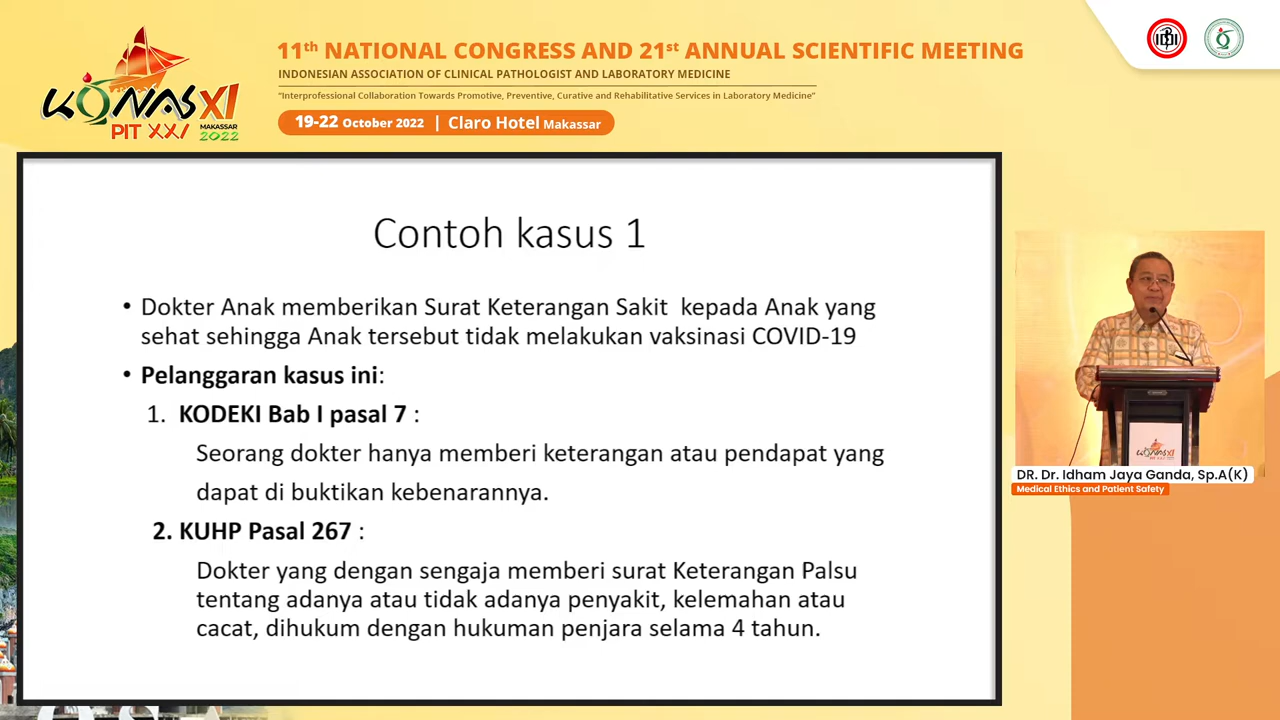 11th NATIONAL CONGRESS AND 21st ANNUAL SCIENTIFIC MEETING
INDONESIAN ASSOCIATION OF CLINICAL PATHOLOGIST AND LABORATORY MEDICINE
"Interprofessional Collaboration Towards Promotive, Preventive, Curative and Rehabilitative Services in Laboratory Medicine"
19-22 October 2022 | Claro Hotel Makassar
KONAS XI
PIT XXI
MAKASSAR
2022
IDI
Contoh kasus 1
• Dokter Anak memberikan Surat Keterangan Sakit kepada Anak yang
sehat sehingga Anak tersebut tidak melakukan vaksinasi COVID-19
• Pelanggaran kasus ini:
1. KODEKI Bab I pasal 7 :
Seorang dokter hanya memberi keterangan atau pendapat yang
dapat di buktikan kebenarannya.
2. KUHP Pasal 267 :
Dokter yang dengan sengaja memberi surat Keterangan Palsu
tentang adanya atau tidak adanya penyakit, kelemahan atau
cacat, dihukum dengan hukuman penjara selama 4 tahun.
DR. Dr. Idham Jaya Ganda, Sp.A(K)
Medical Ethics and Patient Safety